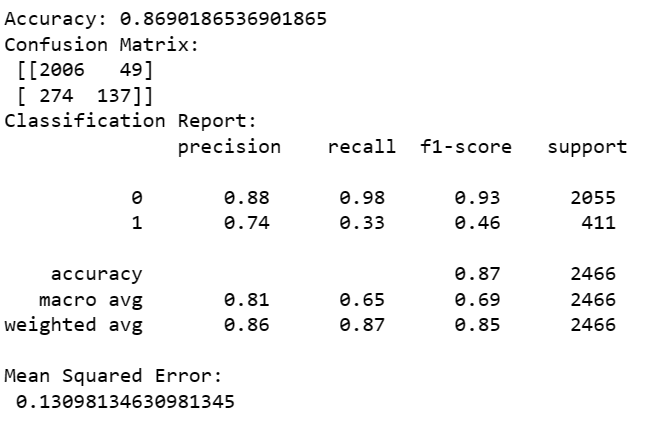 Accuracy: 0.8690186536901865
Confusion Matrix:
[[2006 49]
[ 274 137]]
Classification Report:
precision recall f1-score support
0 0.88 0.98 0.93 2055
1 0.74 0.33 0.46 411
accuracy 0.87 2466
macro avg 0.81 0.65 0.69 2466
weighted avg 0.86 0.87 0.85 2466
Mean Squared Error:
0.13098134630981345